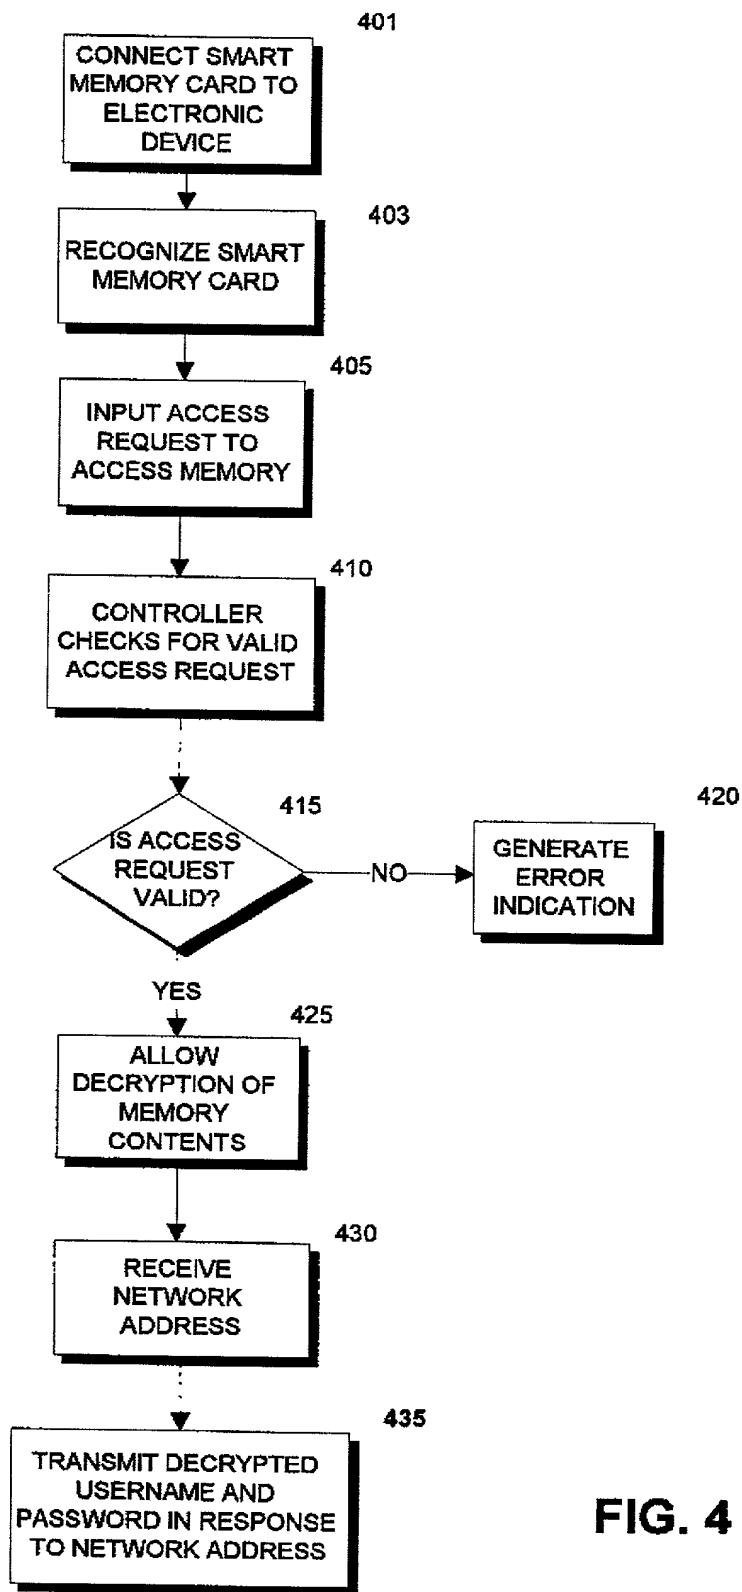 401
CONNECT SMART
MEMORY CARD TO
ELECTRONIC
DEVICE
403
RECOGNIZE SMART
MEMORY CARD
405
INPUT ACCESS
REQUEST TO
ACCESS MEMORY
410
CONTROLLER
CHECKS FOR VALID
ACCESS REQUEST
415
IS ACCESS
REQUEST
VALID?
NO
420
GENERATE
ERROR
INDICATION
YES
425
ALLOW
DECRYPTION OF
MEMORY
CONTENTS
430
RECEIVE
NETWORK
ADDRESS
435
TRANSMIT DECRYPTED
USERNAME AND
PASSWORD IN RESPONSE
TO NETWORK ADDRESS
FIG. 4